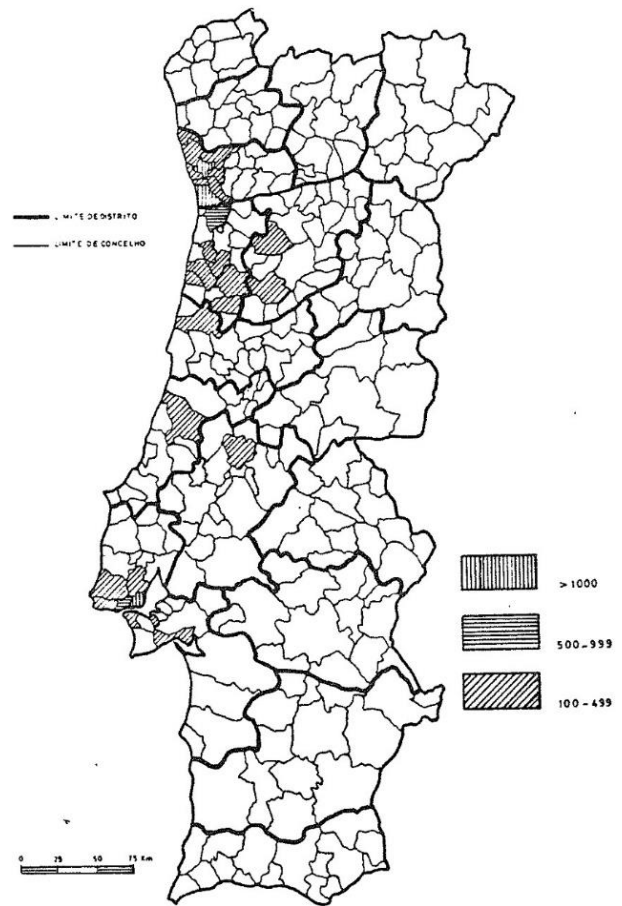 LIMITE DE DISTRITO
LIMITE DE CONCELHO
>1000
500-999
100-499
0 25 50 75 Km